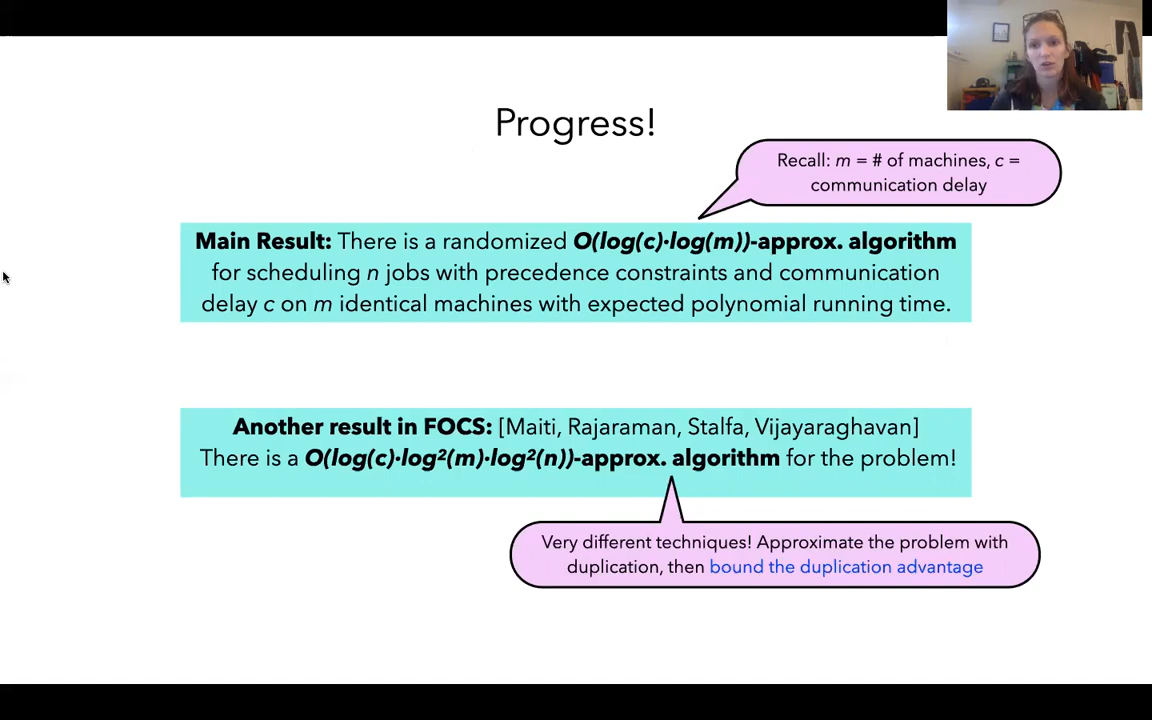 Progress!
Recall: m = # of machines, c =
communication delay
Main Result: There is a randomized O(log(c)·log(m))-approx. algorithm
for scheduling n jobs with precedence constraints and communication
delay c on m identical machines with expected polynomial running time.
Another result in FOCS: [Maiti, Rajaraman, Stalfa, Vijayaraghavan]
There is a O(log(c)·log²(m)·log²(n))-approx. algorithm for the problem!
Very different techniques! Approximate the problem with
duplication, then bound the duplication advantage